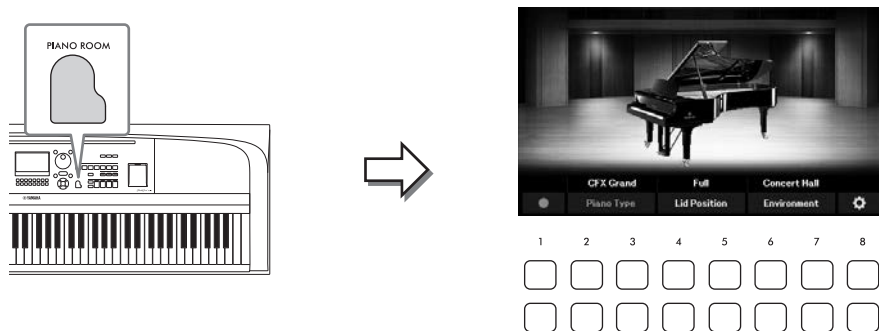 PIANO ROOM
YAMAHA
CFX Grand Full Concert Hall
Piano Type Lid Position Environment
1 2 3 4 5 6 7 8